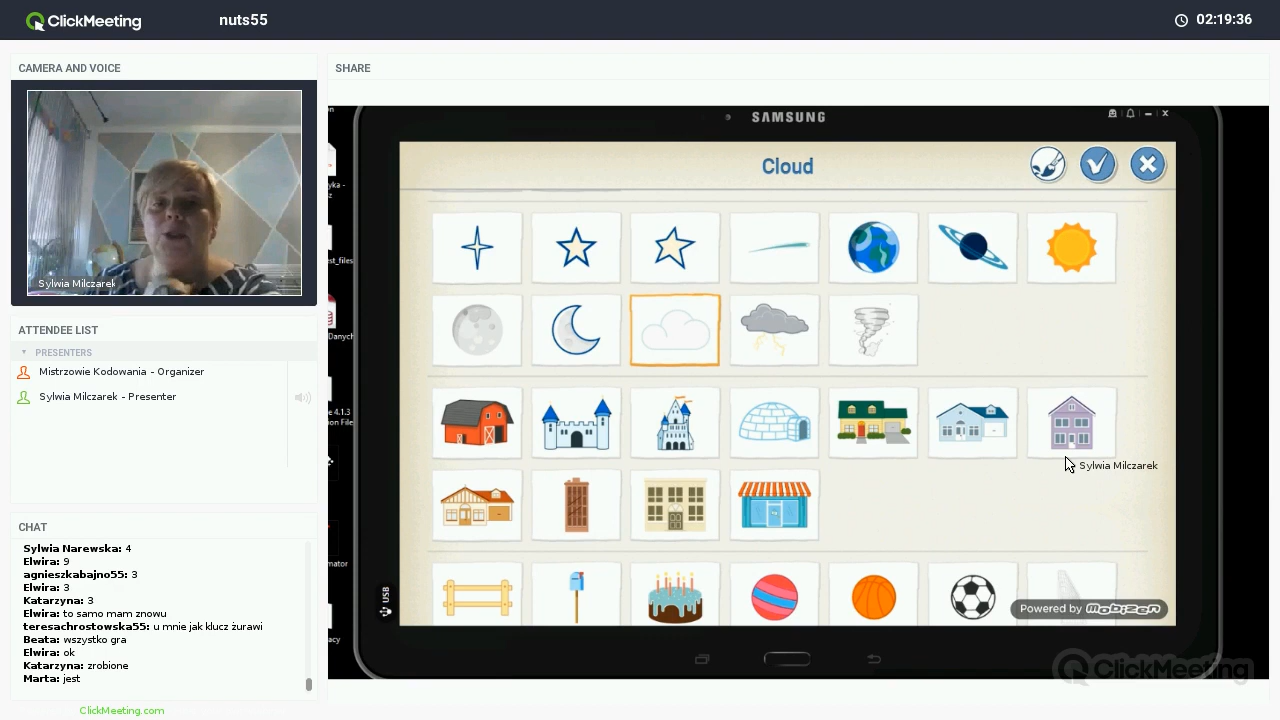 ClickMeeting
nuts55
02:19:36
CAMERA AND VOICE
Sylwia Milczarek
ATTENDEE LIST
PRESENTERS
Mistrzowie Kodowania - Organizer
Sylwia Milczarek - Presenter
CHAT
Sylwia Narewska: 4
Elwira: 9
agnieszkabajno55: 3
Elwira: 3
Katarzyna: 3
Elwira: to samo mam znowu
teresachrostowska55: u mnie jak klucz żurawi
Beata: wszystko gra
Elwira: ok
Katarzyna: zrobione
Marta: jest
ClickMeeting.com
SHARE
SAMSUNG
Cloud
Sylwia Milczarek
USB
Powered by mobizen
ClickMeeting